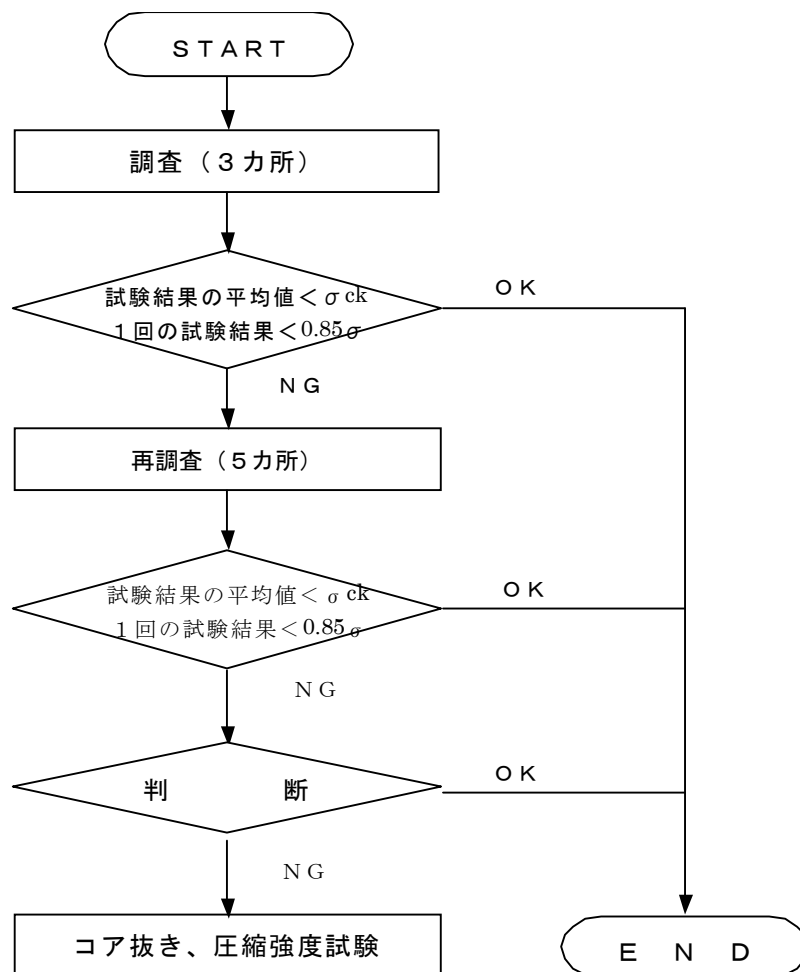 START
調査（３カ所）
試験結果の平均値＜σck
１回の試験結果＜0.85σ
OK
NG
再調査（５カ所）
試験結果の平均値＜σck
１回の試験結果＜0.85σ
OK
NG
判　断
OK
NG
コア抜き、圧縮強度試験
END